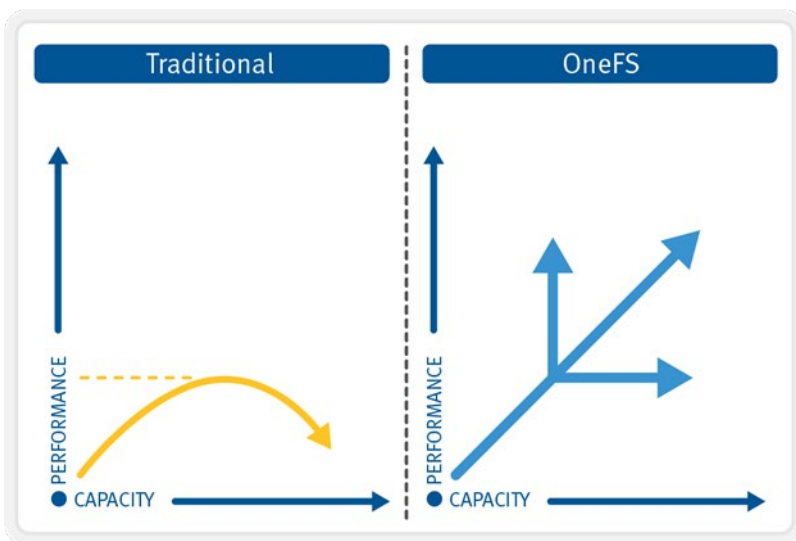 Traditional
PERFORMANCE
CAPACITY
OneFS
PERFORMANCE
CAPACITY